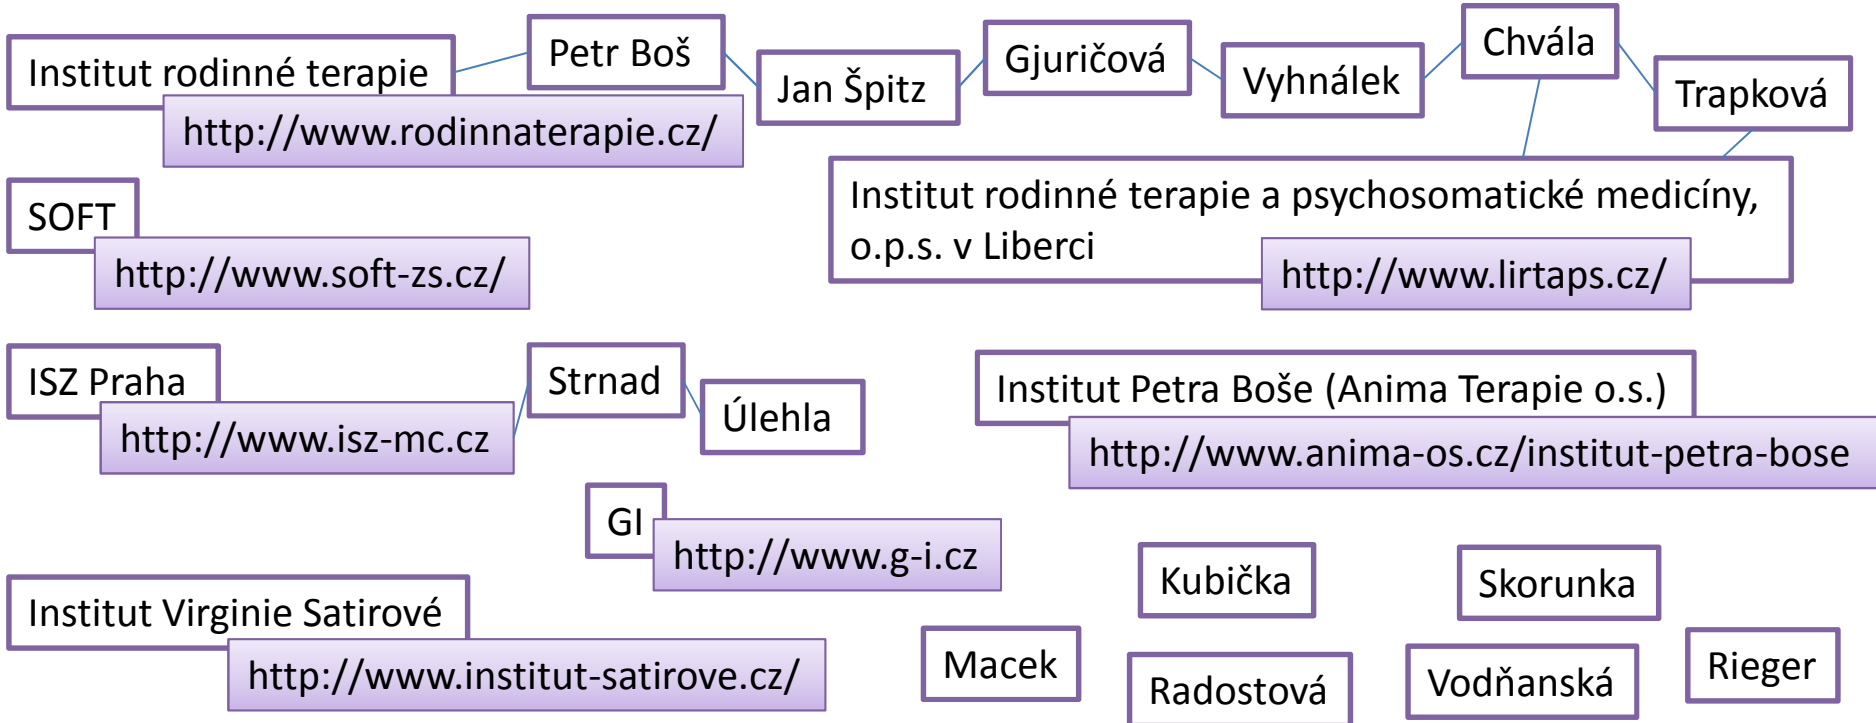 Institut rodinné terapie
http://www.rodinnaterapie.cz/
Petr Boš
Jan Špitz
Gjuričová
Vyhnálek
Chvála
Trapková
Institut rodinné terapie a psychosomatické medicíny,
o.p.s. v Liberci
http://www.lirtaps.cz/
SOFT
http://www.soft-zs.cz/
ISZ Praha
http://www.isz-mc.cz
Strnad
Úlehla
Institut Petra Boše (Anima Terapie o.s.)
http://www.anima-os.cz/institut-petra-bose
GI
http://www.g-i.cz
Institut Virginie Satirové
http://www.institut-satirove.cz/
Kubička
Skorunka
Macek
Radostová
Vodňanská
Rieger